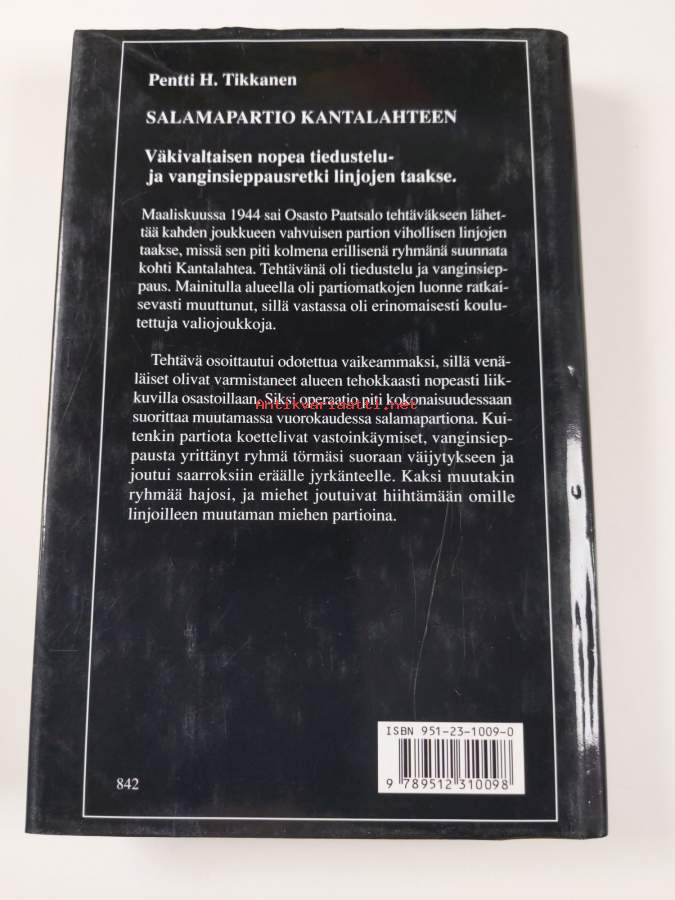 Pentti H. Tikkanen
SALAMAPARTIO KANTALAHTEEN
Väkivaltaisen nopea tiedustelu-
ja vanginsieppausretki linjojen taakse.
Maaliskuussa 1944 sai Osasto Paatsalo tehtäväkseen lähet-
tää kahden joukkueen vahvuisen partion vihollisen linjojen
taakse, missä sen piti kolmena erillisenä ryhmänä suunnata
kohti Kantalahtea. Tehtävänä oli tiedustelu ja vanginsiep-
paus. Mainitulla alueella oli partiomatkojen luonne ratkai-
sevasti muuttunut, sillä vastassa oli erinomaisesti koulu-
tettuja valiojoukkoja.
Tehtävä osoittautui odotettua vaikeammaksi, sillä venä-
läiset olivat varmistaneet alueen tehokkaasti nopeasti liik-
kuvilla osastoillaan. Siksi operaatio piti kokonaisuudessaan
Antikvariaatti.net
suorittaa muutamassa vuorokaudessa salamapartiona. Kui-
tenkin partiota koettelivat vastoinkäymiset, vanginsiep-
pausta yrittänyt ryhmä törmäsi suoraan väijytykseen ja
joutui saarroksiin eräälle jyrkänteelle. Kaksi muutakin
ryhmää hajosi, ja miehet joutuivat hiihtämään omille
linjoilleen muutaman miehen partioina.
ISBN 951-23-1009-0
9 789512 310098
842